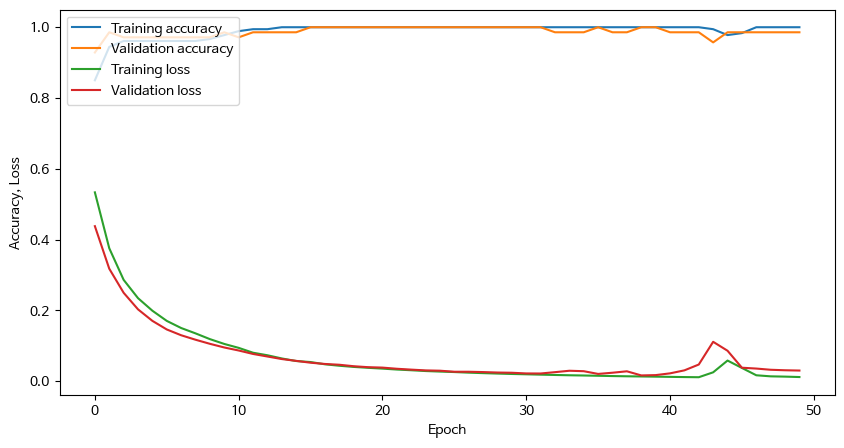 Training accuracy
Validation accuracy
Training loss
Validation loss
1.0
0.8
0.6
0.4
0.2
0.0
Accuracy, Loss
0 10 20 30 40 50
Epoch